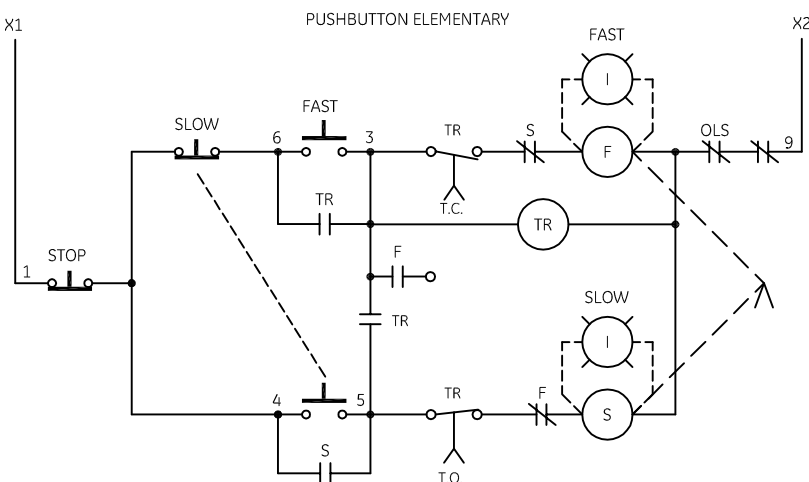 PUSHBUTTON ELEMENTARY
X1
X2
FAST
I
SLOW
6
FAST
3
TR
S
F
OLS
9
T.C.
TR
TR
STOP
1
F
TR
SLOW
I
4
5
TR
F
S
S
T.O.